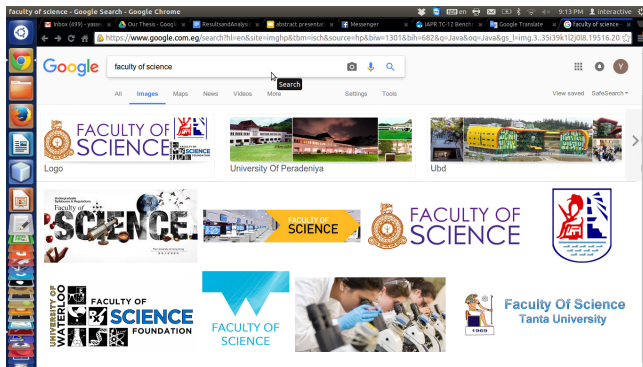 faculty of science - Google Search - Google Chrome
en
9:13 PM
interactive
Inbox (499) - yass
Our Thesis - Googl
ResultsandAnalysi
abstract presentat
Messenger
IAPR TC-12 Bench
Google Translate
faculty of science
https://www.google.com.eg/search?hl=en&site=imghp&tbm=isch&source=hp&biw=1301&bih=682&q=Java&oq=Java&gs_l=img.3..35i39k1l2j0l8.19516.20
Google
faculty of science
Y
Search
All
Images
Maps
News
Videos
More
Settings
Tools
View saved
SafeSearch
FACULTY OF
SCIENCE
SCIENCE
FOUNDATION
Logo
University Of Peradeniya
Ubd
Faculty of
SCIENCE
FACULTY OF
SCIENCE
FACULTY OF
SCIENCE
UNIVERSITY OF
WATERLOO
FACULTY OF
SCIENCE
FOUNDATION
FACULTY OF
SCIENCE
1969
Faculty Of Science
Tanta University